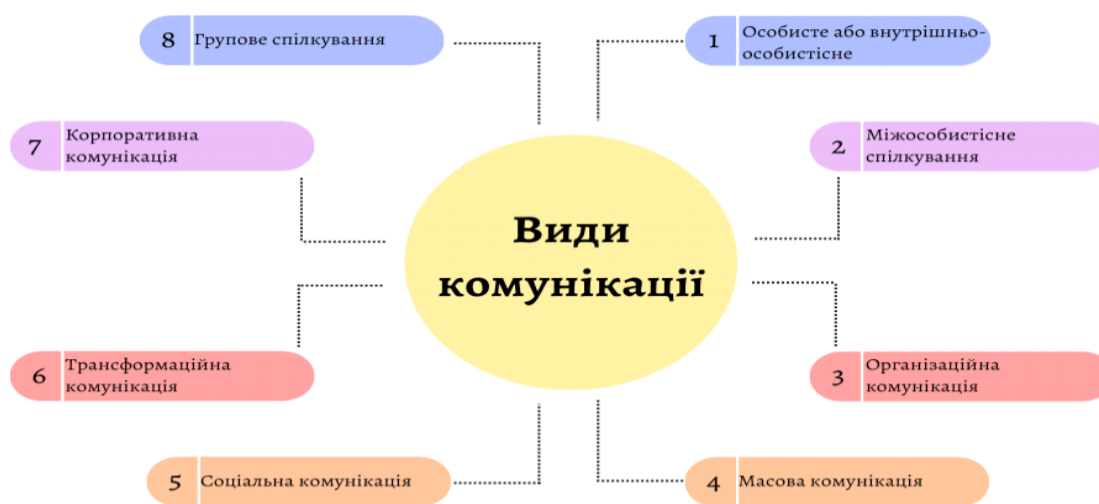 Види
комунікації
1
Особисте або внутрішньо-
особистісне
2
Міжособистісне
спілкування
3
Організаційна
комунікація
4
Масова комунікація
5
Соціальна комунікація
6
Трансформаційна
комунікація
7
Корпоративна
комунікація
8
Групове спілкування